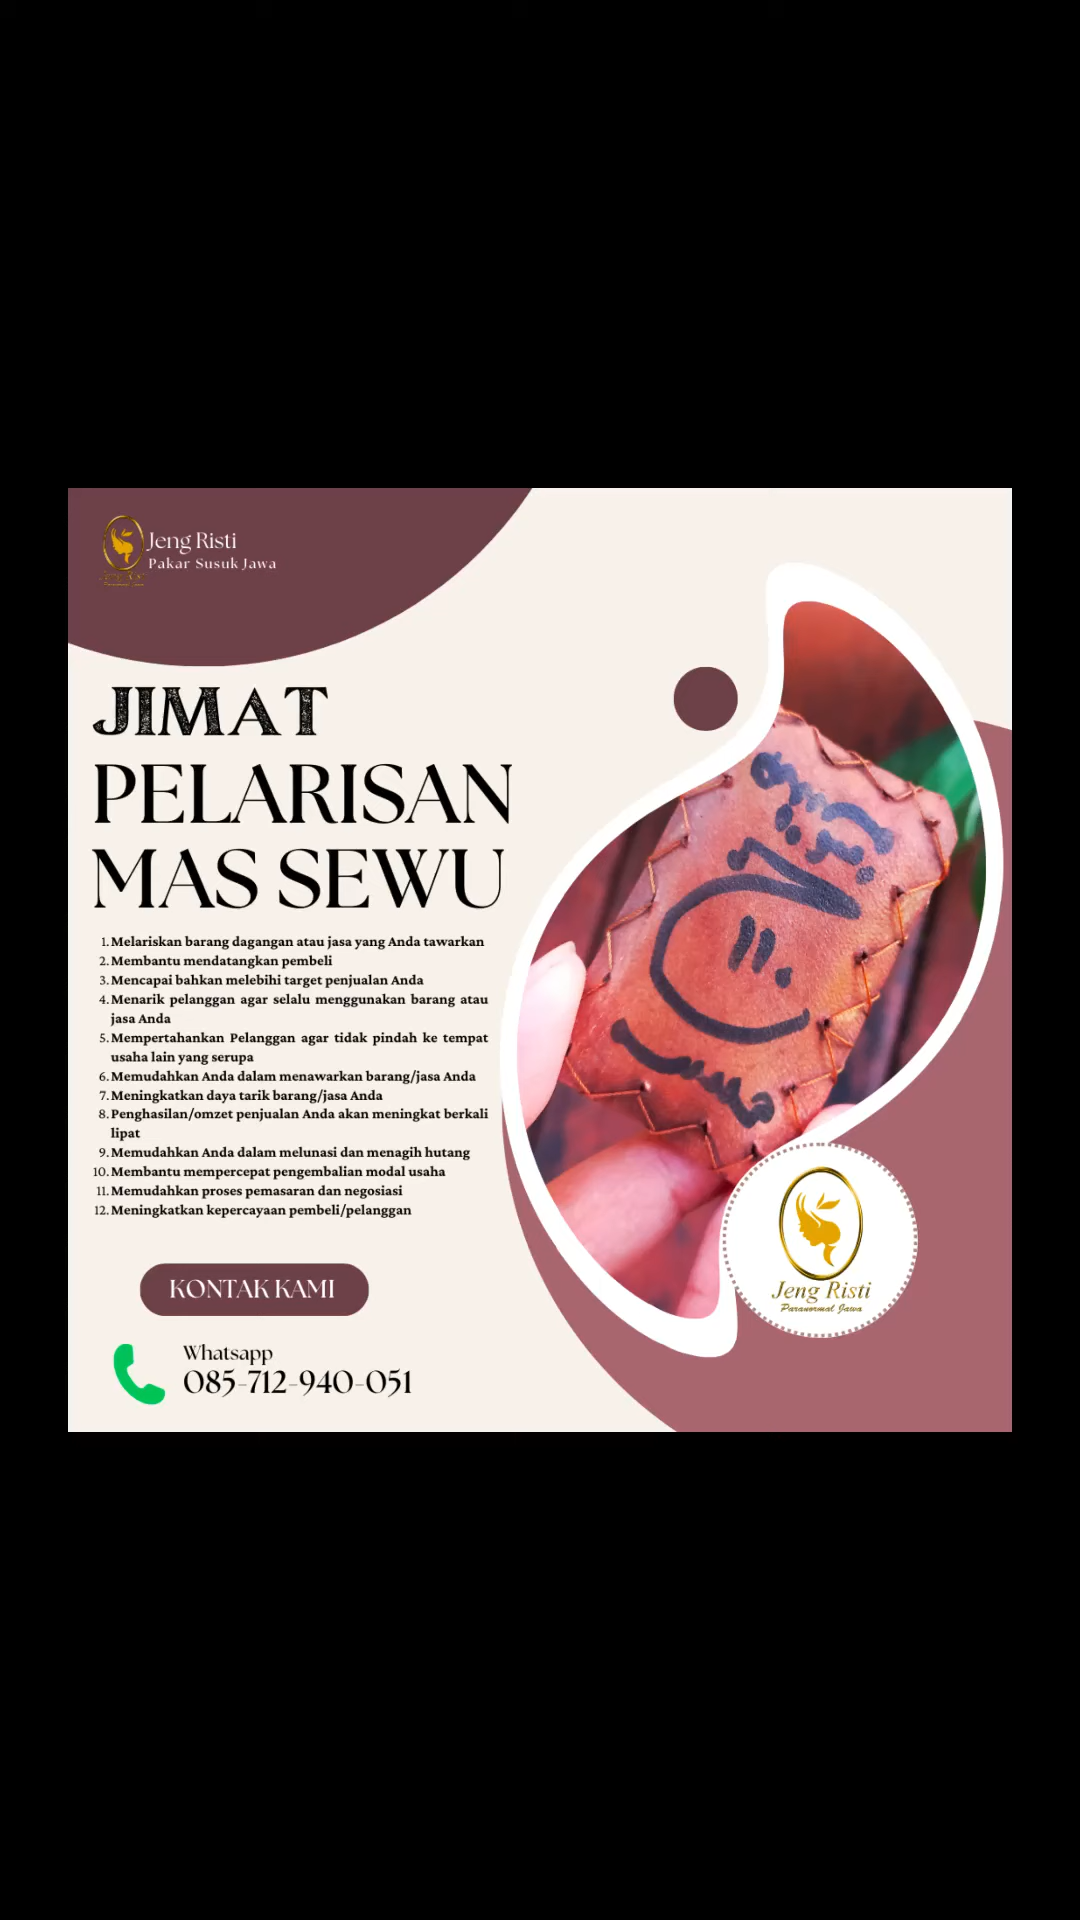 Jeng Risti
Pakar Susuk Jawa
JIMAT
PELARISAN
MAS SEWU
1. Melariskan barang dagangan atau jasa yang Anda tawarkan
2. Membantu mendatangkan pembeli
3. Mencapai bahkan melebihi target penjualan Anda
4. Menarik pelanggan agar selalu menggunakan barang atau
jasa Anda
5. Mempertahankan Pelanggan agar tidak pindah ke tempat
usaha lain yang serupa
6. Memudahkan Anda dalam menawarkan barang/jasa Anda
7. Meningkatkan daya tarik barang/jasa Anda
8. Penghasilan/omzet penjualan Anda akan meningkat berkali
lipat
9. Memudahkan Anda dalam melunasi dan menagih hutang
10. Membantu mempercepat pengembalian modal usaha
11. Memudahkan proses pemasaran dan negosiasi
12. Meningkatkan kepercayaan pembeli/pelanggan
KONTAK KAMI
Whatsapp
085-712-940-051
Jeng Risti
Paranormal Jawa